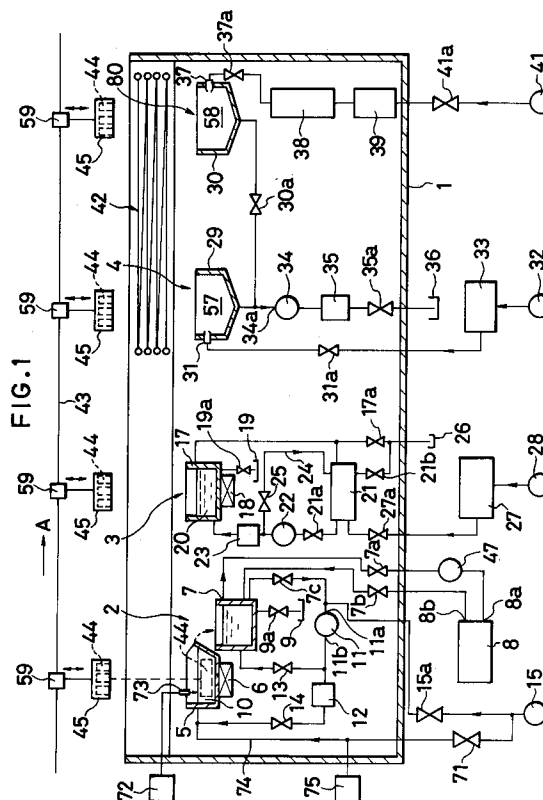 FIG. 1
A
43
59 59 59 59
45 44 45 44 45 44 45 44
42
2 3 4 80
73 44' 5 10 6
7 7a 7b 7c
9a 9
8b 8a 8
11 11a 11b
12 13 14
15a 15 71
72 74 75
47
17 17a 18 19a 19 20
21 21a 21b 22 23 24 25
26 27a 27 28
57 29 31 31a
34 34a 35 35a 36
33 32
58 30 30a
37 37a 38 39
41a 41
1